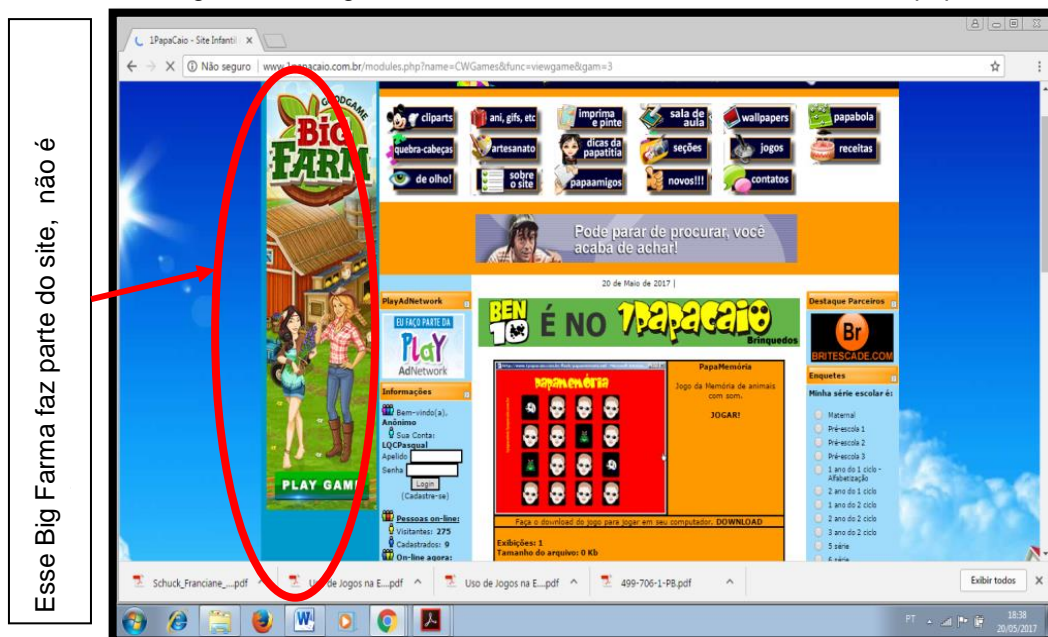 Esse Big Farma faz parte do site, não é
1PapaCaio - Site Infantil
Não seguro | www.1papacaio.com.br/modules.php?name=CWGames&func=viewgame&gam=3
GOODGAME
BIG
FARM
PLAY GAME
cliparts
ani, gifs, etc
imprima
e pinte
sala de
aula
wallpapers
papabola
quebra-cabeças
artesanato
dicas da
papatitia
seções
jogos
receitas
de olho!
sobre
o site
papaamigos
novos!!!
contatos
Pode parar de procurar, você
acaba de achar!
20 de Maio de 2017 |
PlayAdNetwork
EU FAÇO PARTE DA
PLAY
AdNetwork
Informações
Bem-vindo(a),
Anônimo
Sua Conta:
LQCPasqual
Apelido
Senha
Login
(Cadastre-se)
Pessoas on-line:
Visitantes: 275
Cadastrados: 9
On-line agora:
BEN
10
É NO 1papacaio
Brinquedos
papamemória
PapaMemória
Jogo da Memória de animais
com som.
JOGAR!
Faça o download do jogo para jogar em seu computador. DOWNLOAD
Exibições: 1
Tamanho do arquivo: 0 Kb
Destaque Parceiros
Br
BRITESCADE.COM
Enquetes
Minha série escolar é:
Maternal
Pré-escola 1
Pré-escola 2
Pré-escola 3
1 ano do 1 ciclo -
Alfabetização
2 ano do 1 ciclo
1 ano do 2 ciclo
2 ano do 2 ciclo
3 ano do 2 ciclo
5 série
Schuck_Franciane_....pdf
Uso de Jogos na E....pdf
Uso de Jogos na E....pdf
499-706-1-PB.pdf
Exibir todos
PT
18:38
20/05/2017